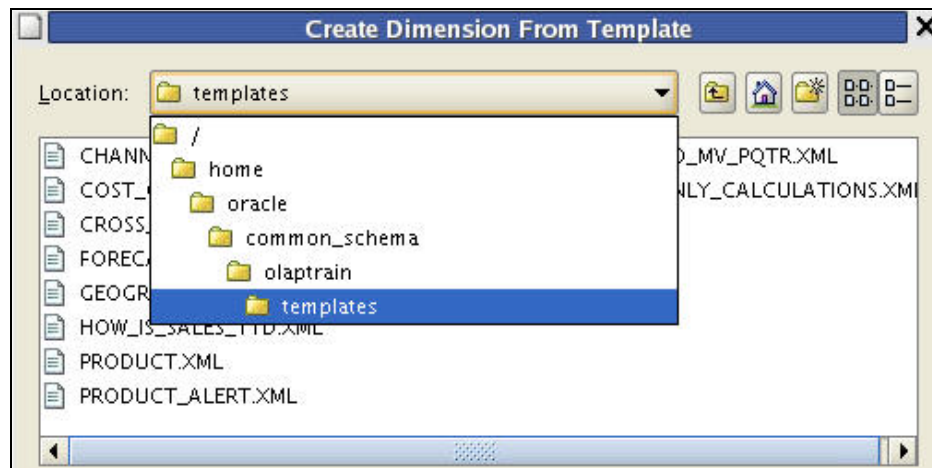 Create Dimension From Template
Location: templates
/
home
oracle
common_schema
olaptrain
templates
CHANN
COST_
CROSS_
FOREC
GEOGR
HOW_IS_SALES_YTD.XML
PRODUCT.XML
PRODUCT_ALERT.XML
_MV_PQTR.XML
LY_CALCULATIONS.XML